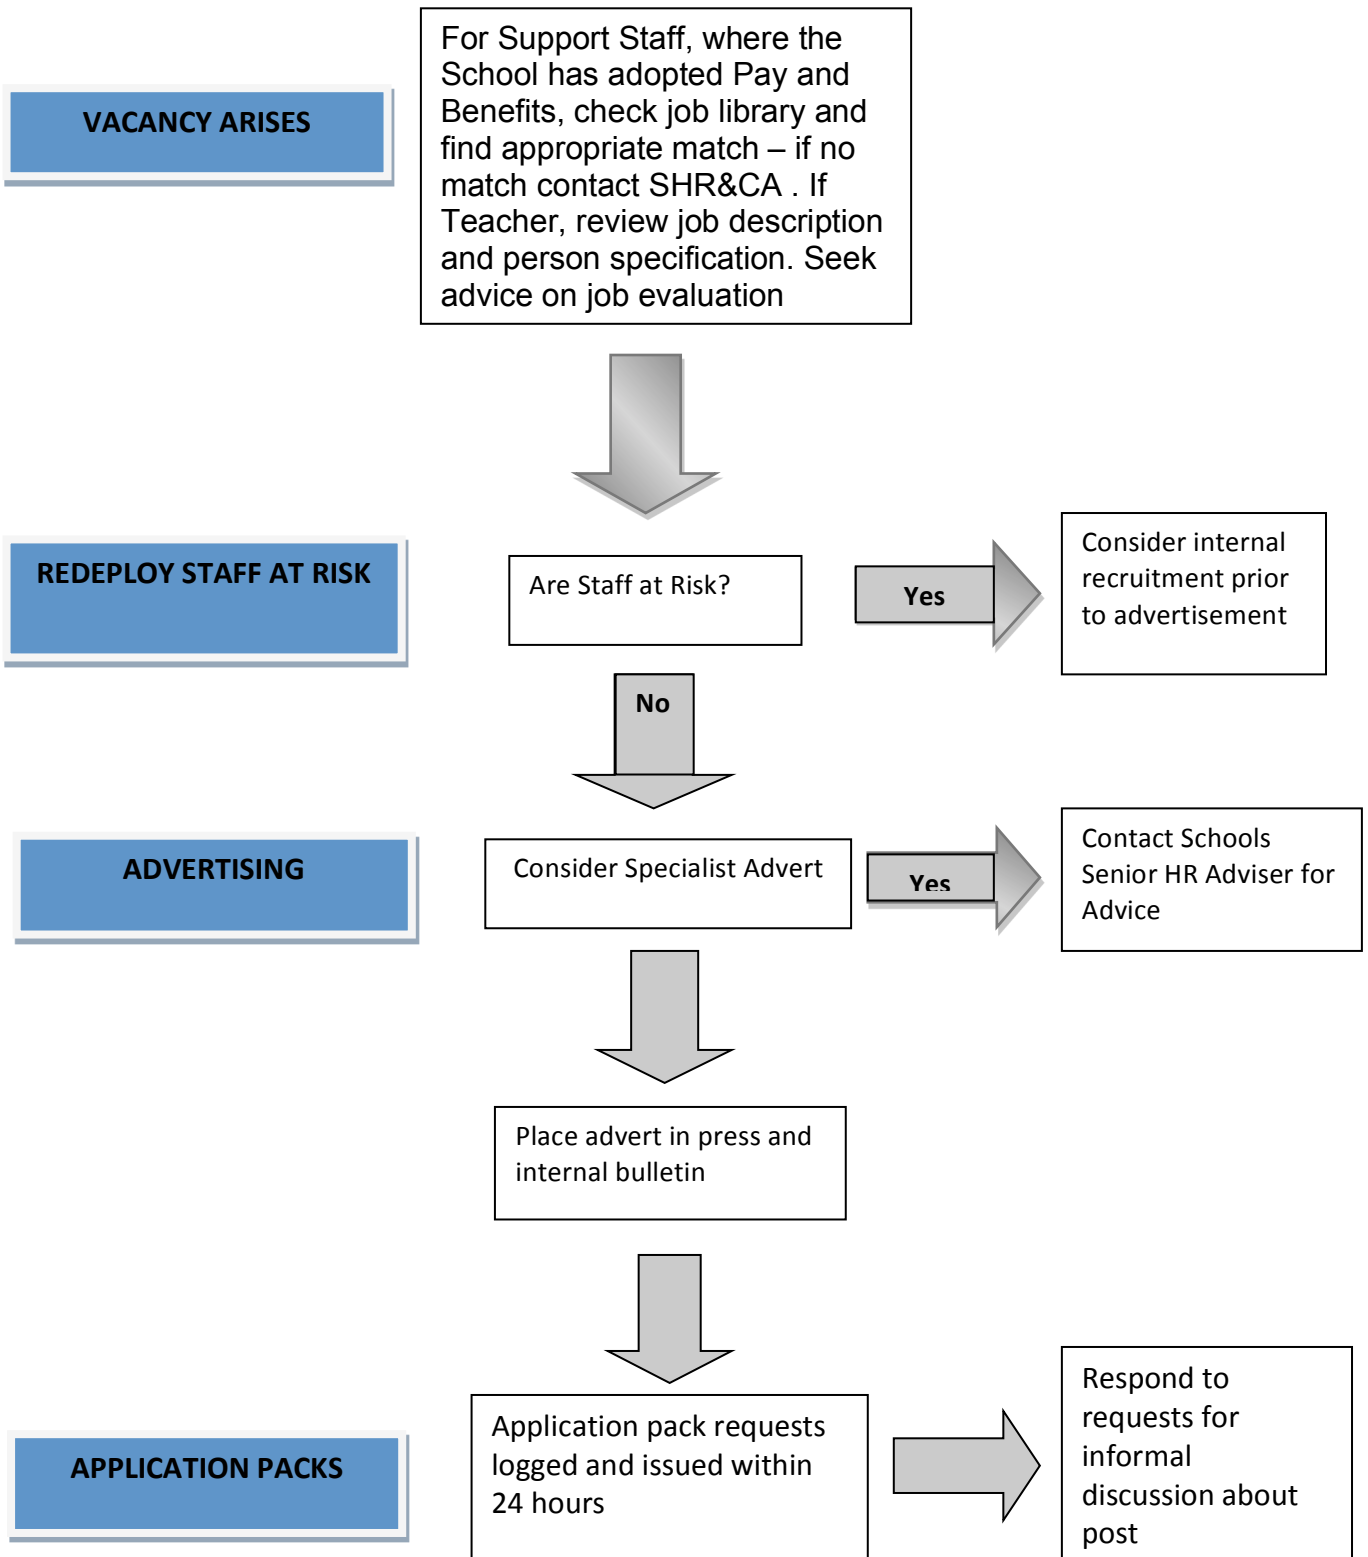 VACANCY ARISES
For Support Staff, where the
School has adopted Pay and
Benefits, check job library and
find appropriate match – if no
match contact SHR&CA . If
Teacher, review job description
and person specification. Seek
advice on job evaluation
REDEPLOY STAFF AT RISK
Are Staff at Risk?
Yes
Consider internal
recruitment prior
to advertisement
No
ADVERTISING
Consider Specialist Advert
Yes
Contact Schools
Senior HR Adviser for
Advice
Place advert in press and
internal bulletin
APPLICATION PACKS
Application pack requests
logged and issued within
24 hours
Respond to
requests for
informal
discussion about
post